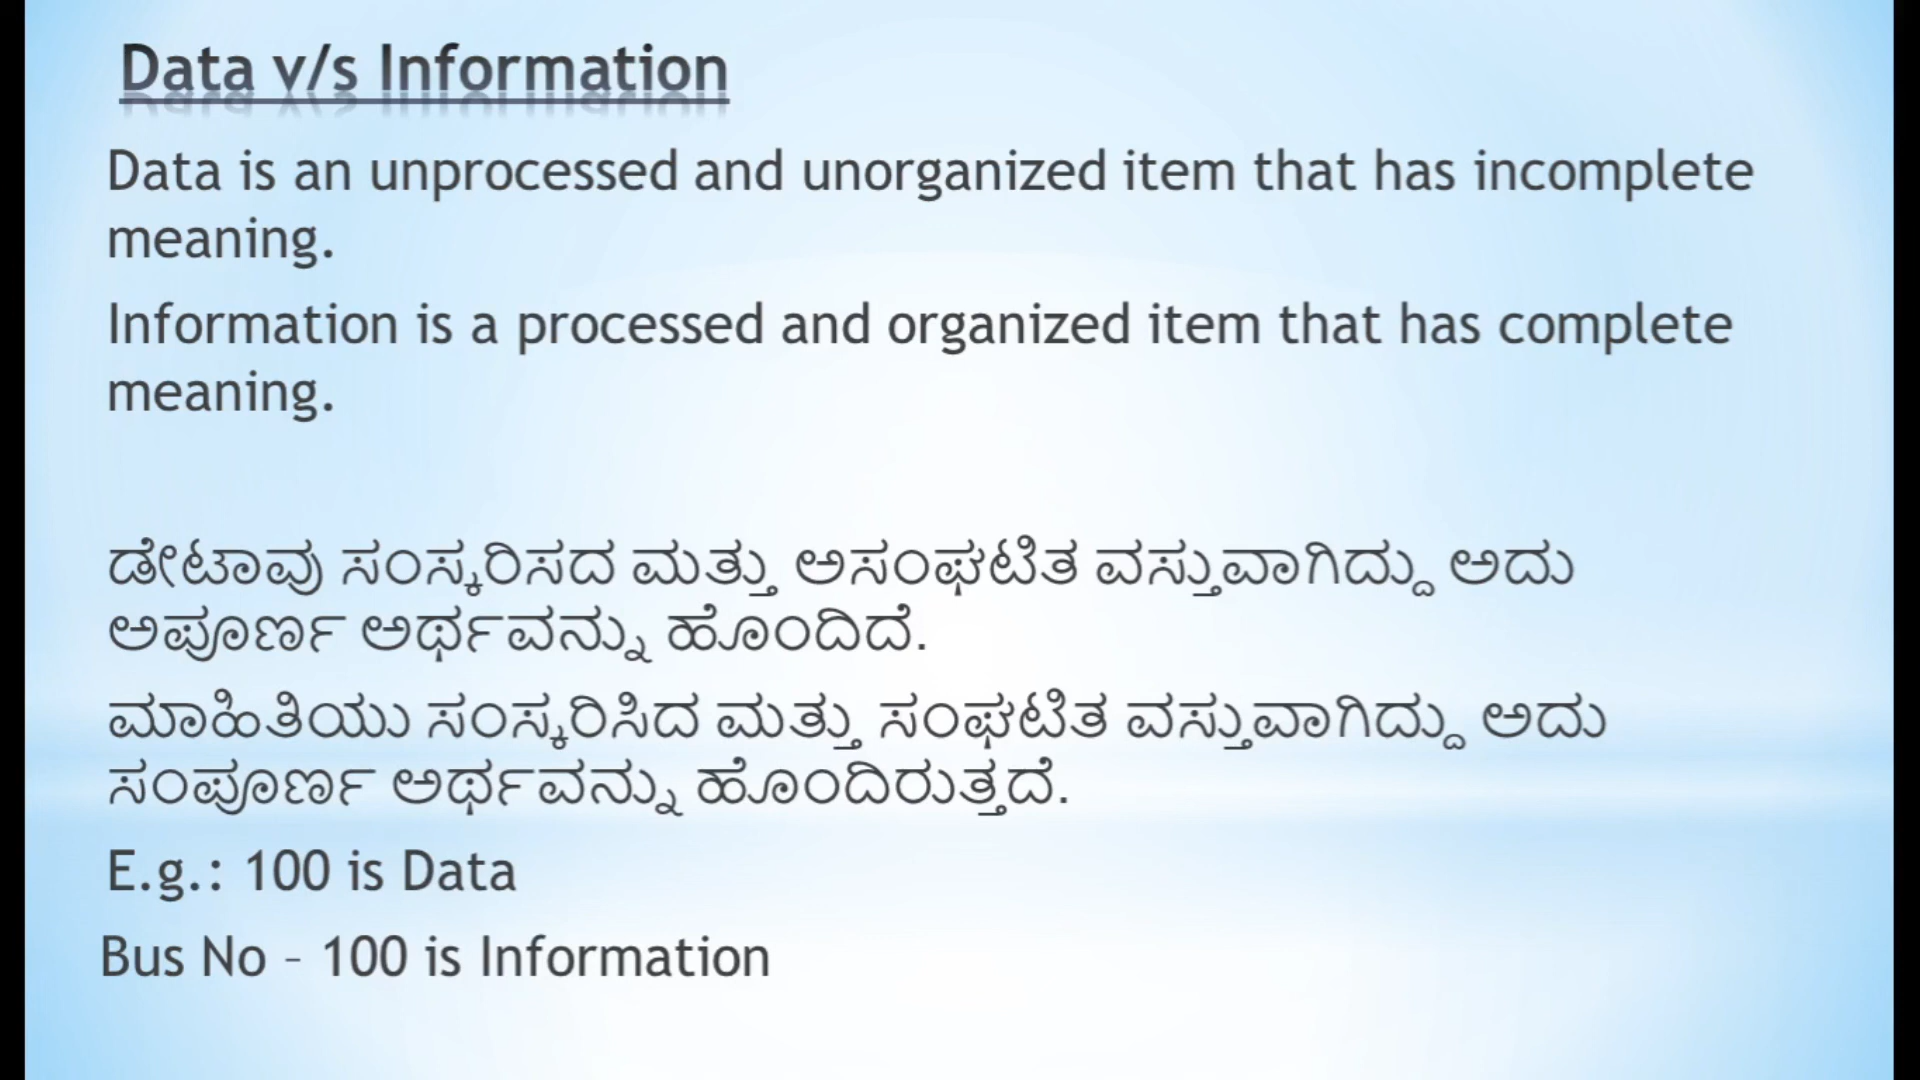 Data v/s Information
Data is an unprocessed and unorganized item that has incomplete
meaning.
Information is a processed and organized item that has complete
meaning.
ಡೇಟಾವು ಸಂಸ್ಕರಿಸದ ಮತ್ತು ಅಸಂಘಟಿತ ವಸ್ತುವಾಗಿದ್ದು ಅದು
ಅಪೂರ್ಣ ಅರ್ಥವನ್ನು ಹೊಂದಿದೆ.
ಮಾಹಿತಿಯು ಸಂಸ್ಕರಿಸಿದ ಮತ್ತು ಸಂಘಟಿತ ವಸ್ತುವಾಗಿದ್ದು ಅದು
ಸಂಪೂರ್ಣ ಅರ್ಥವನ್ನು ಹೊಂದಿರುತ್ತದೆ.
E.g.: 100 is Data
Bus No – 100 is Information